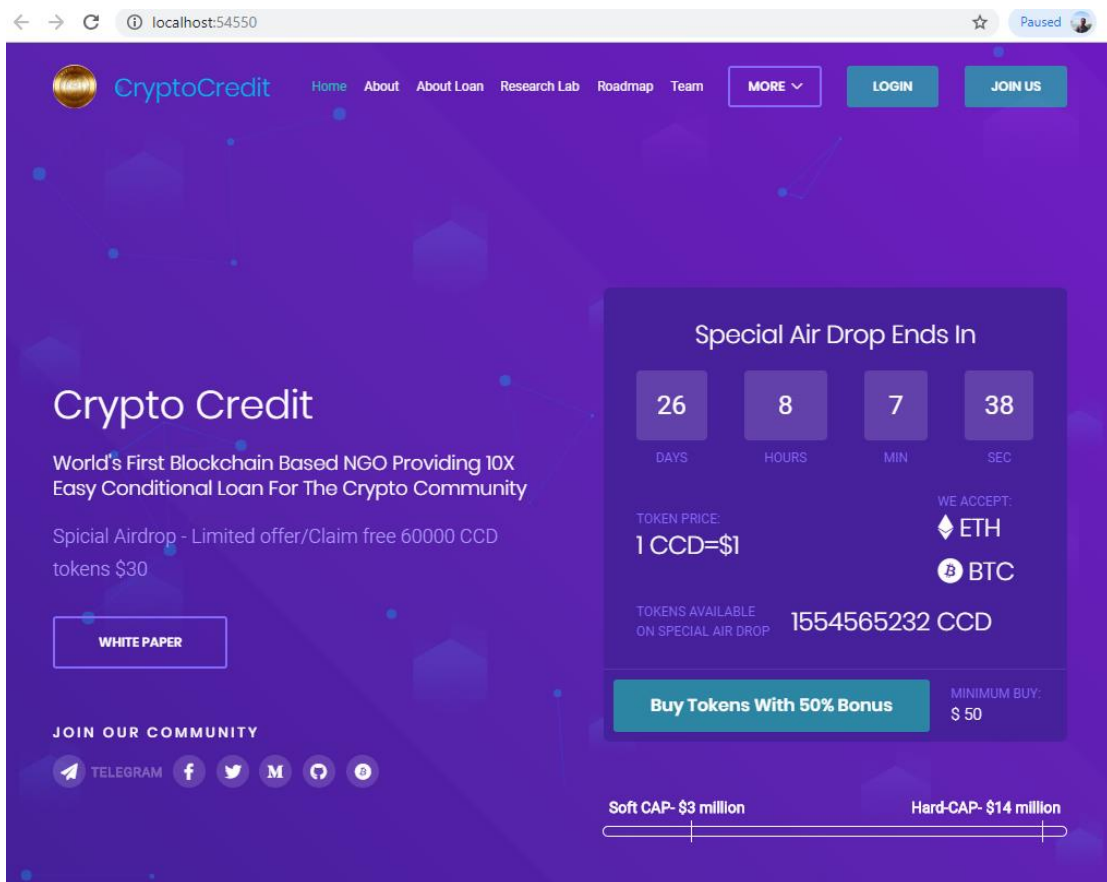 localhost:54550
Paused
CryptoCredit
Home
About
About Loan
Research Lab
Roadmap
Team
MORE
LOGIN
JOIN US
Crypto Credit
World's First Blockchain Based NGO Providing 10X
Easy Conditional Loan For The Crypto Community
Spicial Airdrop - Limited offer/Claim free 60000 CCD
tokens $30
WHITE PAPER
JOIN OUR COMMUNITY
TELEGRAM
Special Air Drop Ends In
26
8
7
38
DAYS
HOURS
MIN
SEC
TOKEN PRICE:
1 CCD=$1
WE ACCEPT:
ETH
BTC
TOKENS AVAILABLE
ON SPECIAL AIR DROP
1554565232 CCD
Buy Tokens With 50% Bonus
MINIMUM BUY:
$ 50
Soft CAP- $3 million
Hard-CAP- $14 million